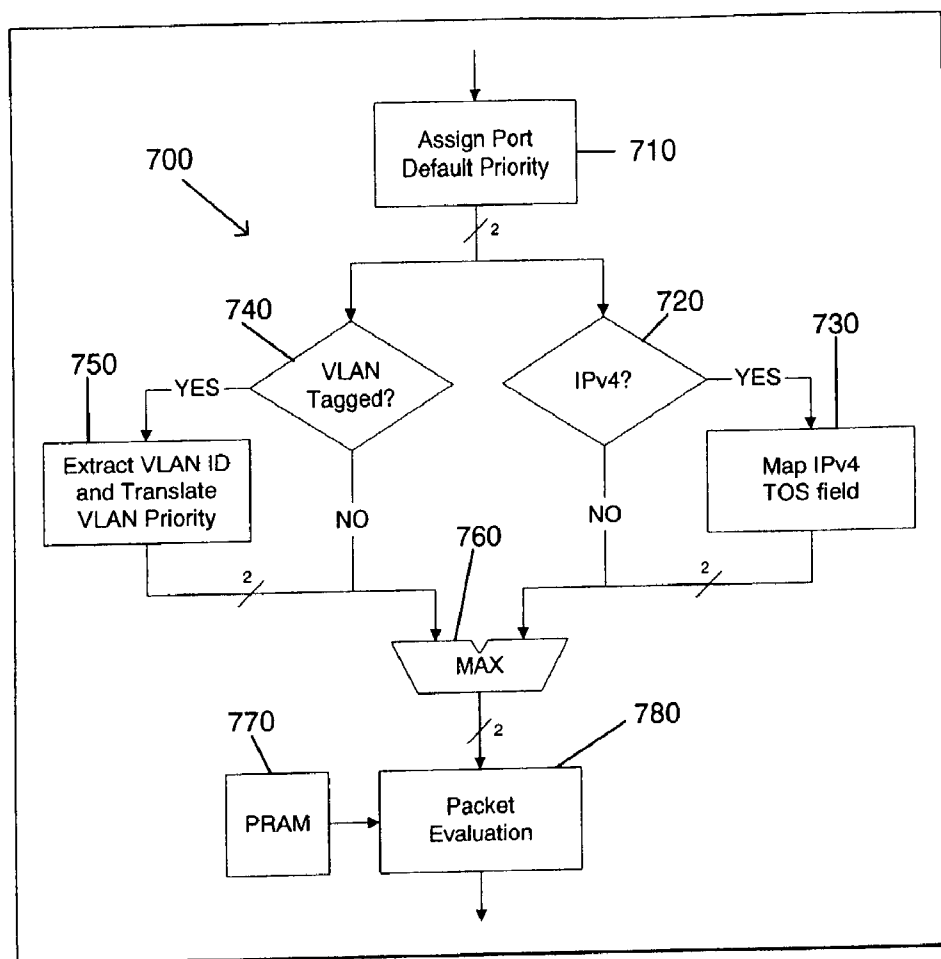 Assign Port
Default Priority
710
700
2
740
VLAN
Tagged?
720
IPv4?
730
750
YES
YES
Extract VLAN ID
and Translate
VLAN Priority
Map IPv4
TOS field
NO
NO
760
2
2
MAX
2
770
780
PRAM
Packet
Evaluation